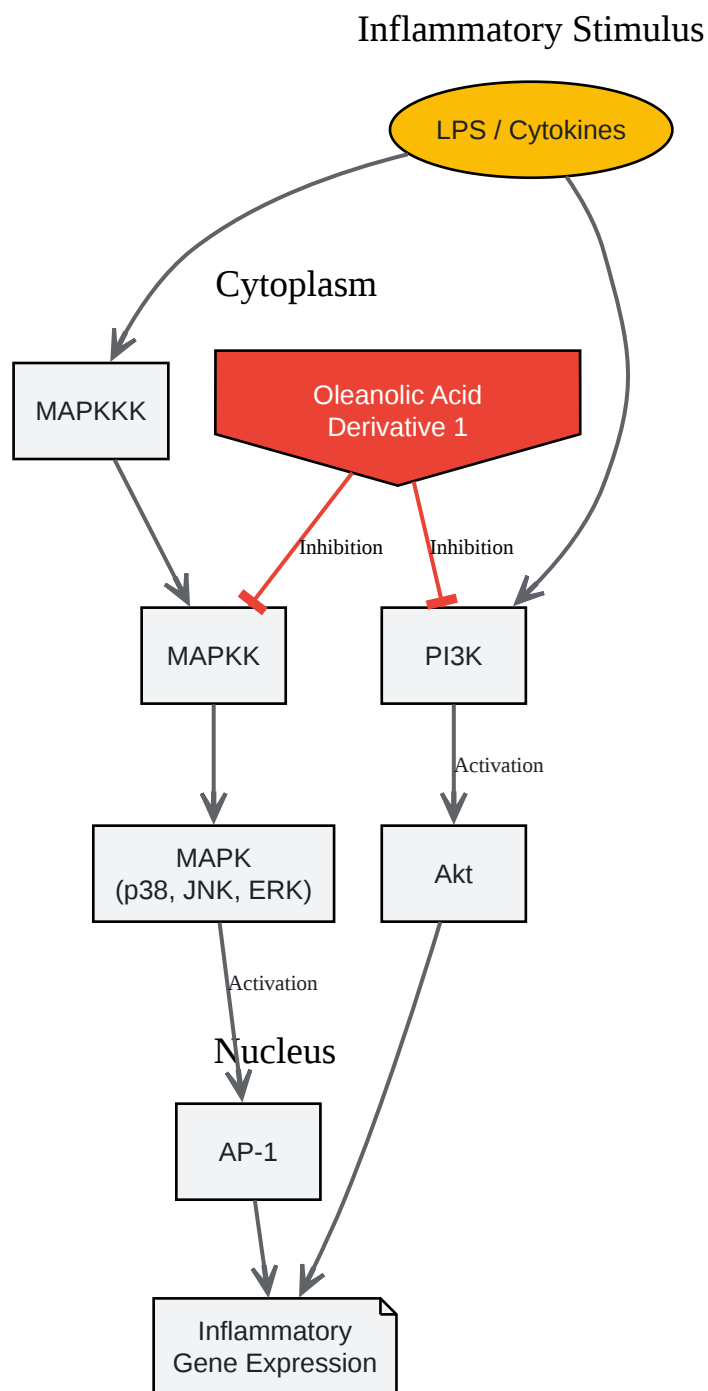 Inflammatory Stimulus
LPS / Cytokines
Cytoplasm
MAPKKK
Oleanolic Acid
Derivative 1
Inhibition
Inhibition
MAPKK
PI3K
Activation
MAPK
(p38, JNK, ERK)
Akt
Activation
Nucleus
AP-1
Inflammatory
Gene Expression